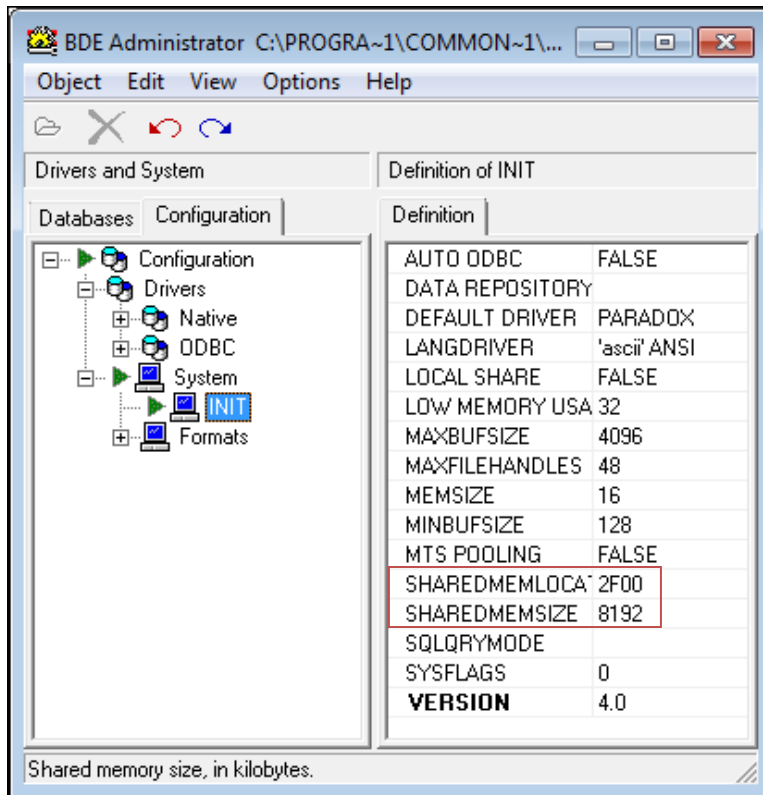 BDE Administrator C:\PROGRA~1\COMMON~1\...
Object Edit View Options Help
Drivers and System
Definition of INIT
Databases Configuration
Definition
Configuration
Drivers
Native
ODBC
System
INIT
Formats
AUTO ODBC FALSE
DATA REPOSITORY
DEFAULT DRIVER PARADOX
LANGDRIVER 'ascii' ANSI
LOCAL SHARE FALSE
LOW MEMORY USA 32
MAXBUFSIZE 4096
MAXFILEHANDLES 48
MEMSIZE 16
MINBUFSIZE 128
MTS POOLING FALSE
SHAREDMEMLOCAT 2F00
SHAREDMEMSIZE 8192
SQLQRYMODE
SYSFLAGS 0
VERSION 4.0
Shared memory size, in kilobytes.